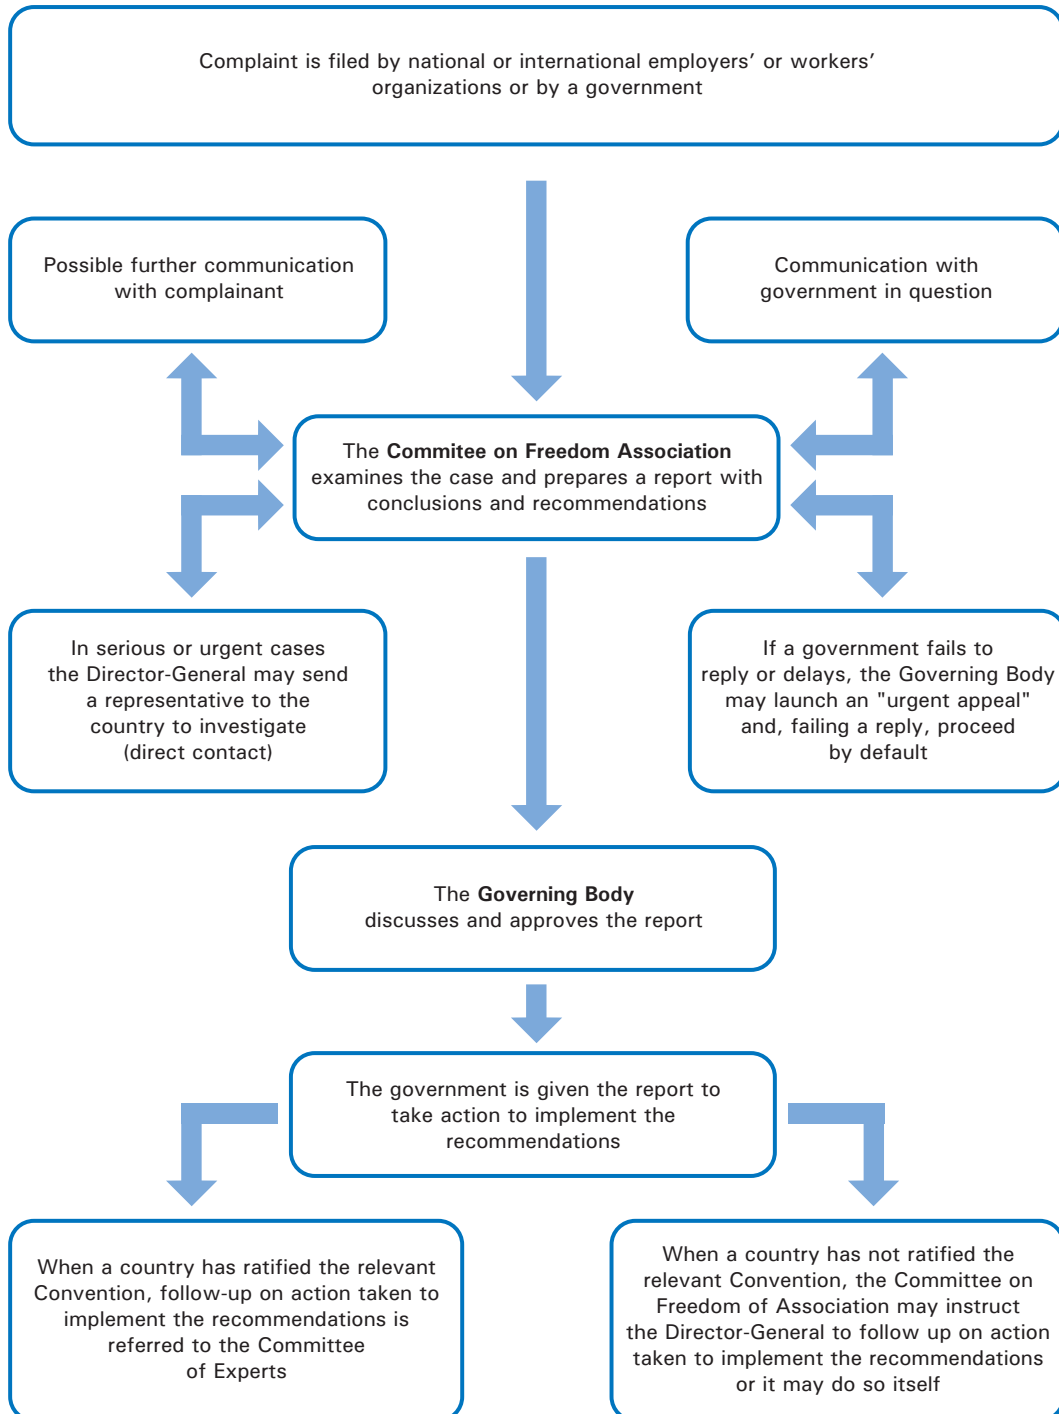 Complaint is filed by national or international employers’ or workers’
organizations or by a government
Possible further communication
with complainant
Communication with
government in question
The Commitee on Freedom Association
examines the case and prepares a report with
conclusions and recommendations
In serious or urgent cases
the Director-General may send
a representative to the
country to investigate
(direct contact)
If a government fails to
reply or delays, the Governing Body
may launch an "urgent appeal"
and, failing a reply, proceed
by default
The Governing Body
discusses and approves the report
The government is given the report to
take action to implement the
recommendations
When a country has ratified the relevant
Convention, follow-up on action taken to
implement the recommendations is
referred to the Committee
of Experts
When a country has not ratified the
relevant Convention, the Committee on
Freedom of Association may instruct
the Director-General to follow up on action
taken to implement the recommendations
or it may do so itself